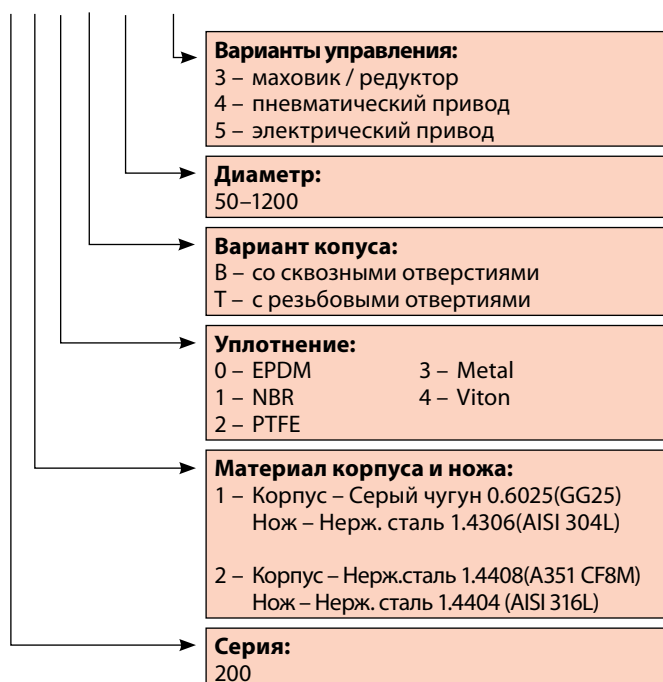 Варианты управления:
3 – маховик / редуктор
4 – пневматический привод
5 – электрический привод
Диаметр:
50–1200
Вариант копуса:
В – со сквозными отверстиями
Т – с резьбовыми отвертиями
Уплотнение:
0 – EPDM 3 – Metal
1 – NBR 4 – Viton
2 – PTFE
Материал корпуса и ножа:
1 – Корпус – Серый чугун 0.6025(GG25)
Нож – Нерж. сталь 1.4306(AISI 304L)
2 – Корпус – Нерж.сталь 1.4408(A351 CF8M)
Нож – Нерж. сталь 1.4404 (AISI 316L)
Серия:
200